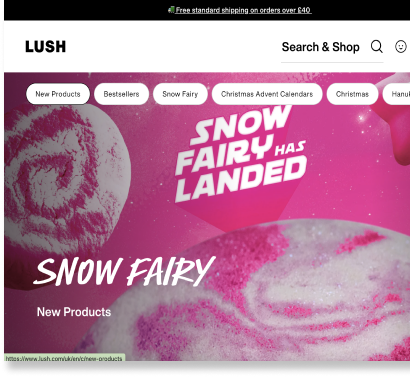 Free standard shipping on orders over £40
LUSH
Search & Shop
New Products
Bestsellers
Snow Fairy
Christmas Advent Calendars
Christmas
SNOW
FAIRY HAS
LANDED
SNOW FAIRY
New Products
https://www.lush.com/uk/en/c/new-products